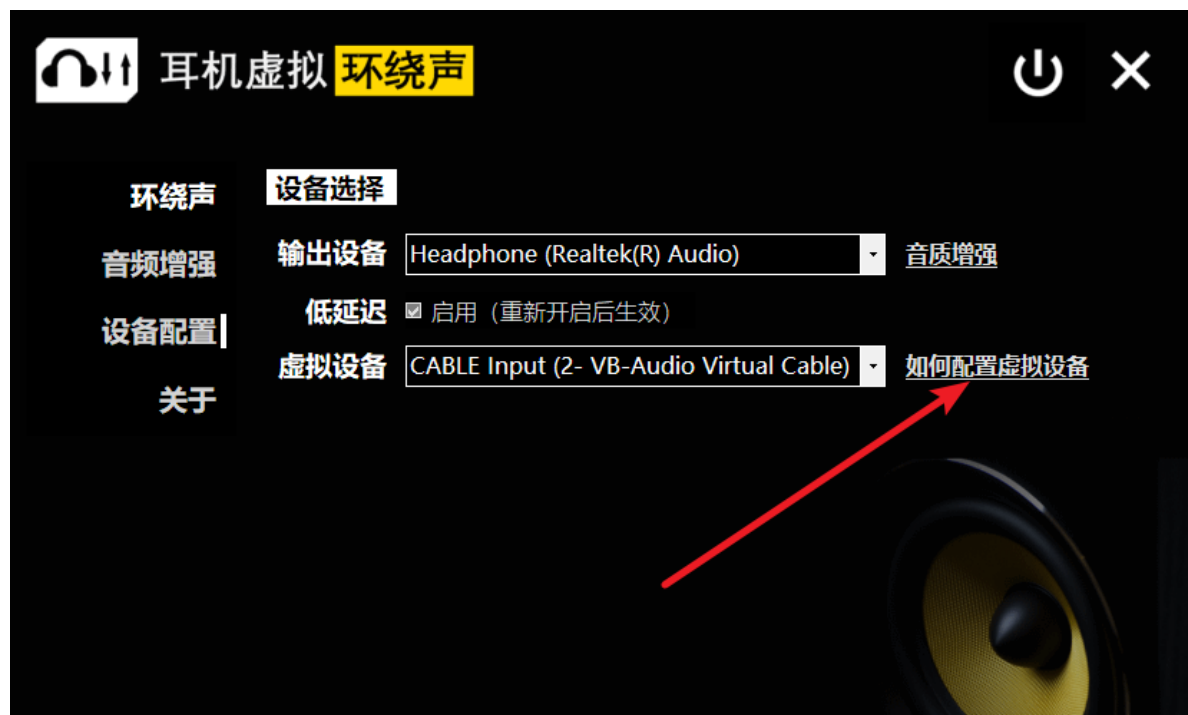 耳机虚拟 环绕声
环绕声
音频增强
设备配置
关于
设备选择
输出设备 Headphone (Realtek(R) Audio) 音质增强
低延迟 启用（重新开启后生效）
虚拟设备 CABLE Input (2- VB-Audio Virtual Cable) 如何配置虚拟设备